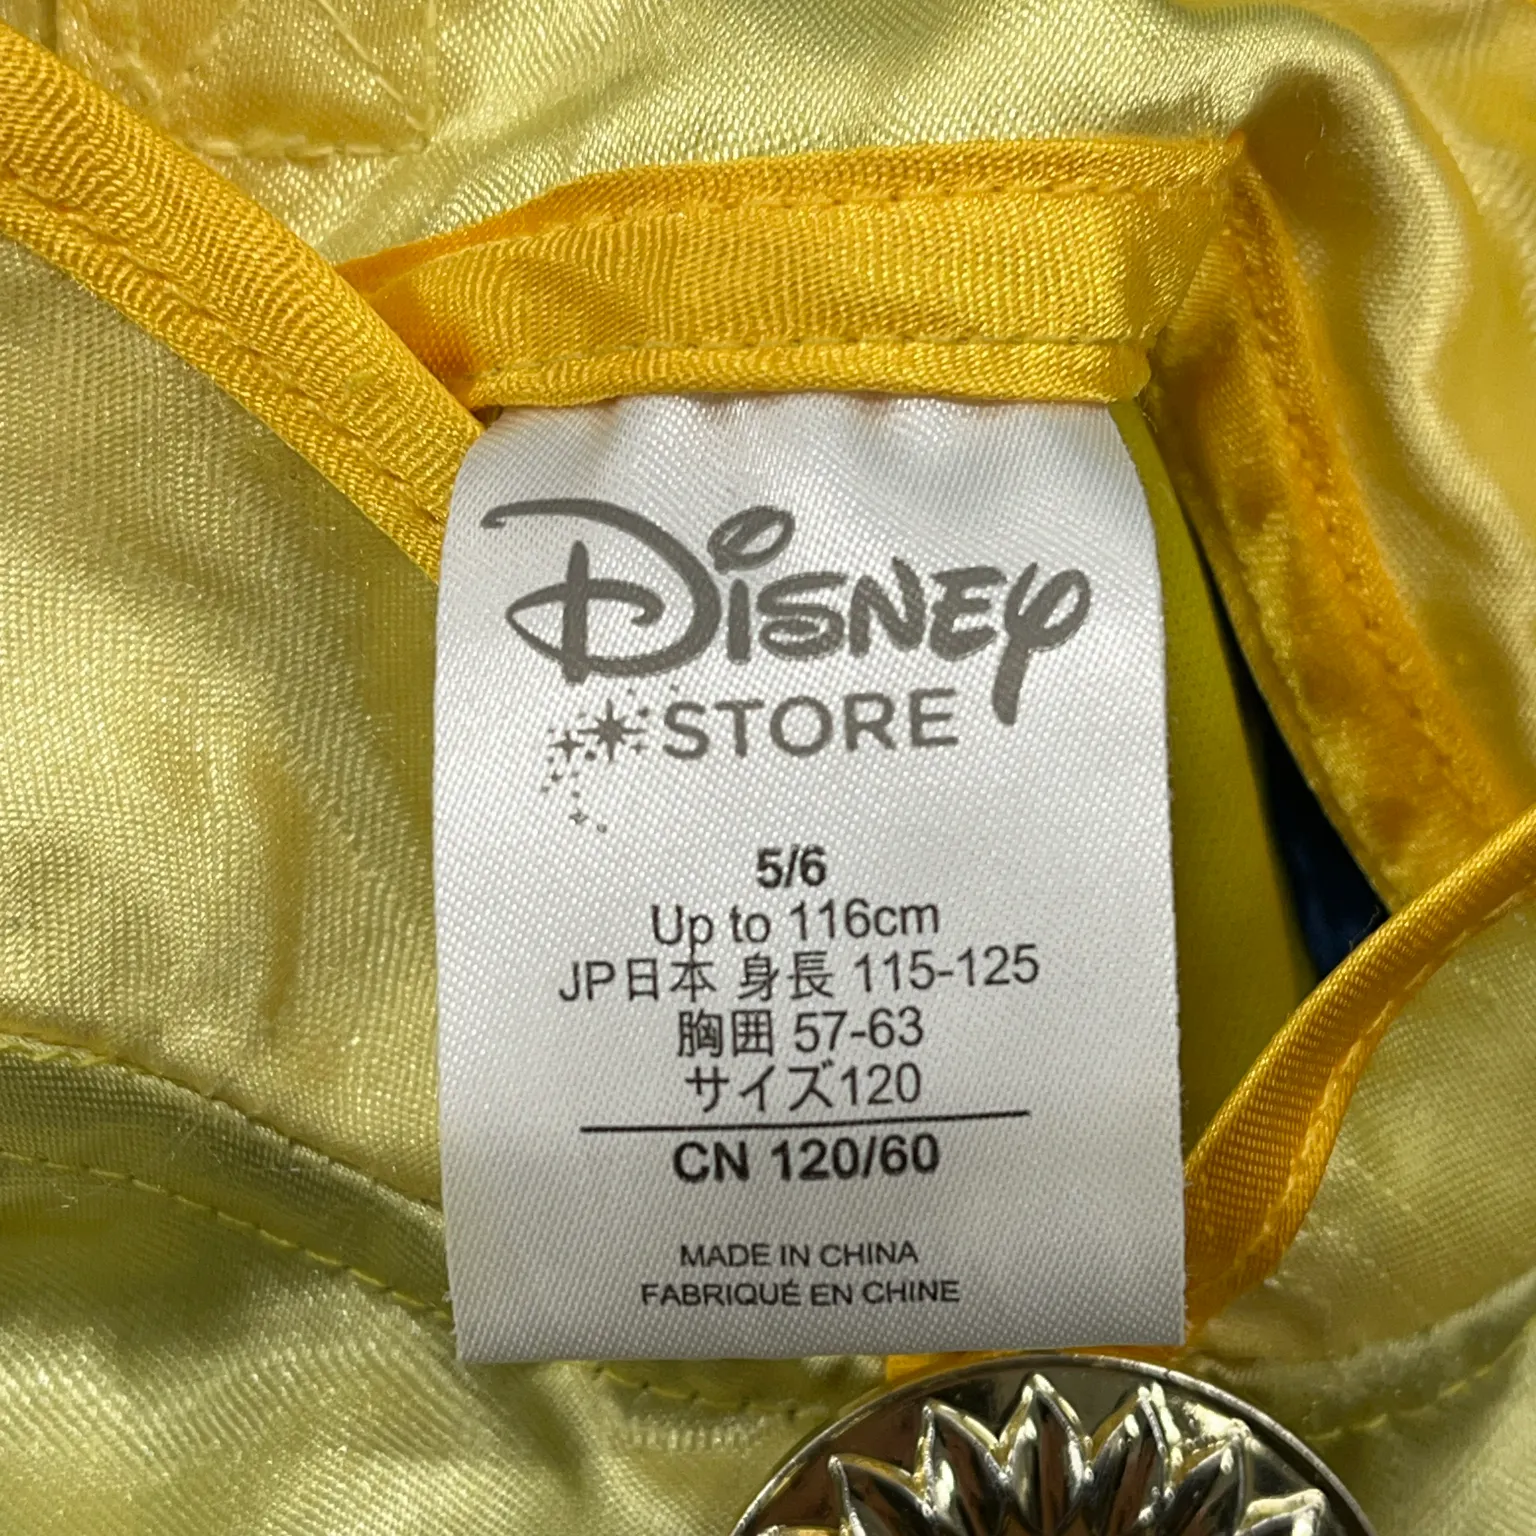 Disney
STORE
5/6
Up to 116cm
JP日本 身長 115-125
胸囲 57-63
サイズ120
CN 120/60
MADE IN CHINA
FABRIQUÉ EN CHINE